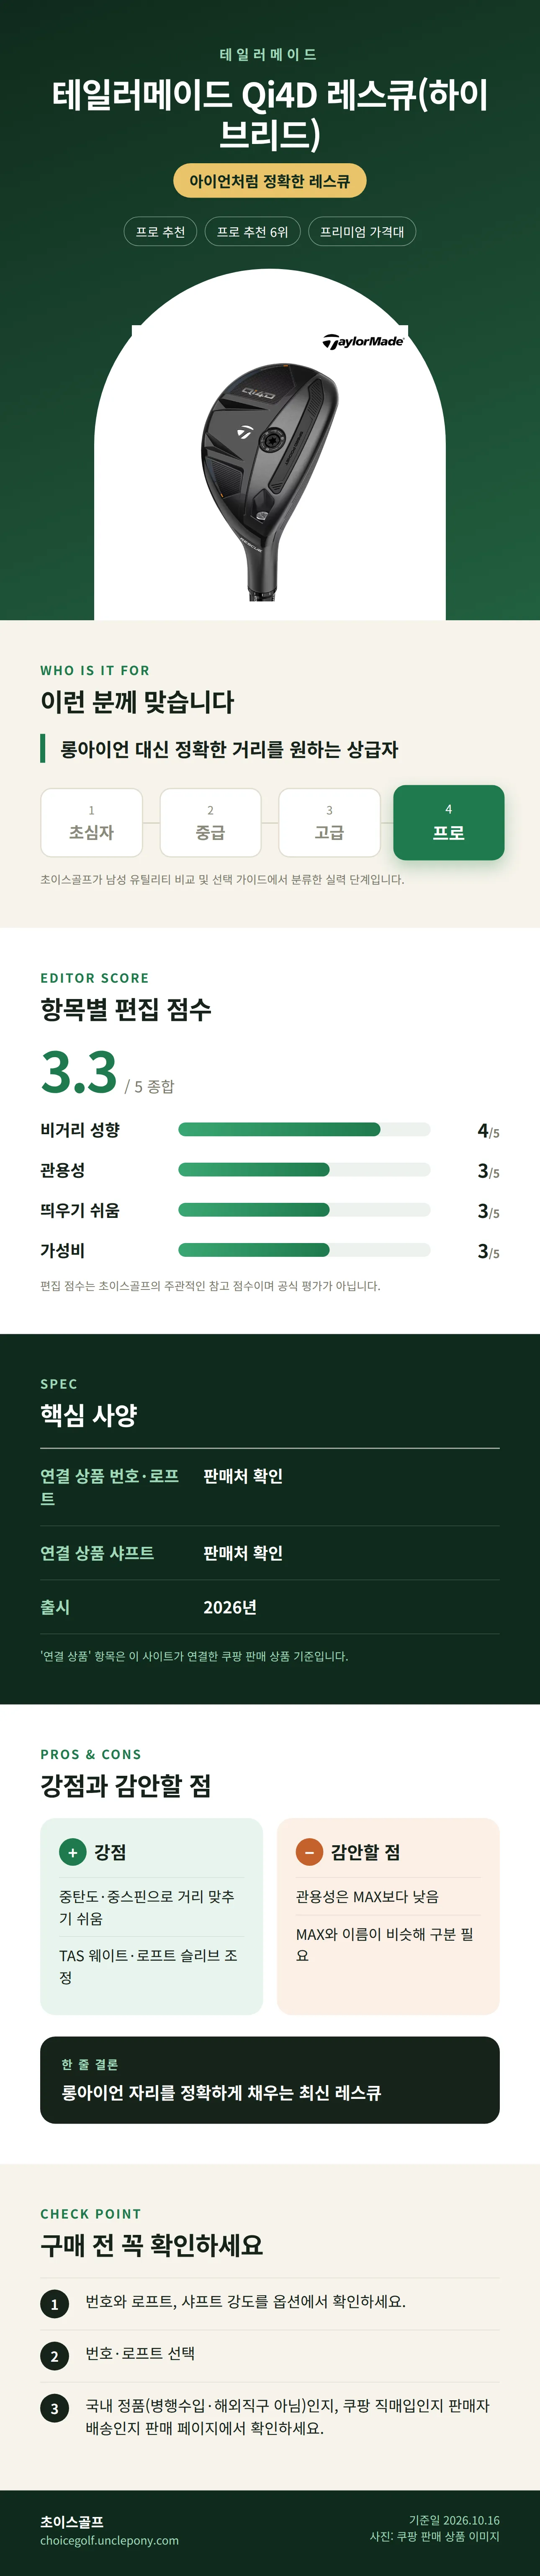 테일러메이드
테일러메이드 Qi4D 레스큐(하이
브리드)
아이언처럼 정확한 레스큐
프로 추천
프로 추천 6위
프리미엄 가격대
TaylorMade
Qi4D
RESCUE
WHO IS IT FOR
이런 분께 맞습니다
롱아이언 대신 정확한 거리를 원하는 상급자
1
초심자
2
중급
3
고급
4
프로
초이스골프가 남성 유틸리티 비교 및 선택 가이드에서 분류한 실력 단계입니다.
EDITOR SCORE
항목별 편집 점수
3.3 / 5 종합
비거리 성향 4/5
관용성 3/5
띄우기 쉬움 3/5
가성비 3/5
편집 점수는 초이스골프의 주관적인 참고 점수이며 공식 평가가 아닙니다.
SPEC
핵심 사양
연결 상품 번호·로프
트
판매처 확인
연결 상품 샤프트 판매처 확인
출시 2026년
'연결 상품' 항목은 이 사이트가 연결한 쿠팡 판매 상품 기준입니다.
PROS & CONS
강점과 감안할 점
+ 강점
중탄도·중스핀으로 거리 맞추
기 쉬움
TAS 웨이트·로프트 슬리브 조
정
− 감안할 점
관용성은 MAX보다 낮음
MAX와 이름이 비슷해 구분 필
요
한 줄 결론
롱아이언 자리를 정확하게 채우는 최신 레스큐
CHECK POINT
구매 전 꼭 확인하세요
1 번호와 로프트, 샤프트 강도를 옵션에서 확인하세요.
2 번호·로프트 선택
3 국내 정품(병행수입·해외직구 아님)인지, 쿠팡 직매입인지 판매자
배송인지 판매 페이지에서 확인하세요.
초이스골프
choicegolf.unclepony.com
기준일 2026.10.16
사진: 쿠팡 판매 상품 이미지